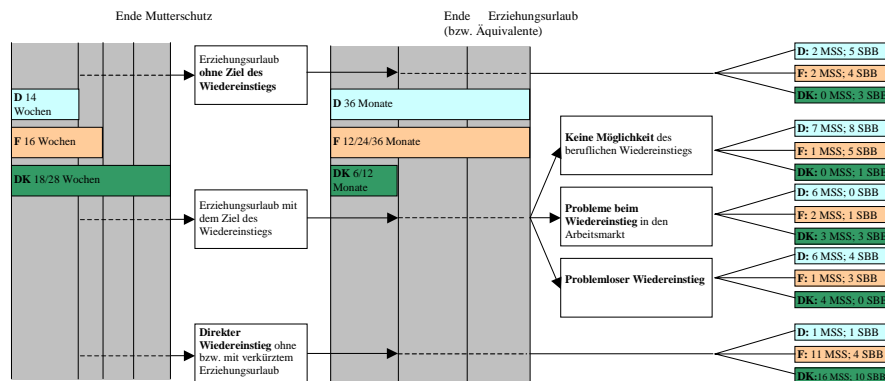 Ende Mutterschutz
Ende Erziehungsurlaub
(bzw. Äquivalente)
Erziehungsurlaub
ohne Ziel des
Wiedereinstiegs
D: 2 MSS; 5 SBB
F: 2 MSS; 4 SBB
DK: 0 MSS; 3 SBB
D 14
Wochen
D 36 Monate
F 16 Wochen
F 12/24/36 Monate
DK 18/28 Wochen
DK 6/12
Monate
Keine Möglichkeit des
beruflichen Wiedereinstiegs
D: 7 MSS; 8 SBB
F: 1 MSS; 5 SBB
DK: 0 MSS; 1 SBB
Erziehungsurlaub mit
dem Ziel des
Wiedereinstiegs
Probleme beim
Wiedereinstieg in den
Arbeitsmarkt
D: 6 MSS; 0 SBB
F: 2 MSS; 1 SBB
DK: 3 MSS; 3 SBB
Problemloser Wiedereinstieg
D: 6 MSS; 4 SBB
F: 1 MSS; 3 SBB
DK: 4 MSS; 0 SBB
Direkter
Wiedereinstieg ohne
bzw. mit verkürztem
Erziehungsurlaub
D: 1 MSS; 1 SBB
F: 11 MSS; 4 SBB
DK:16 MSS; 10 SBB